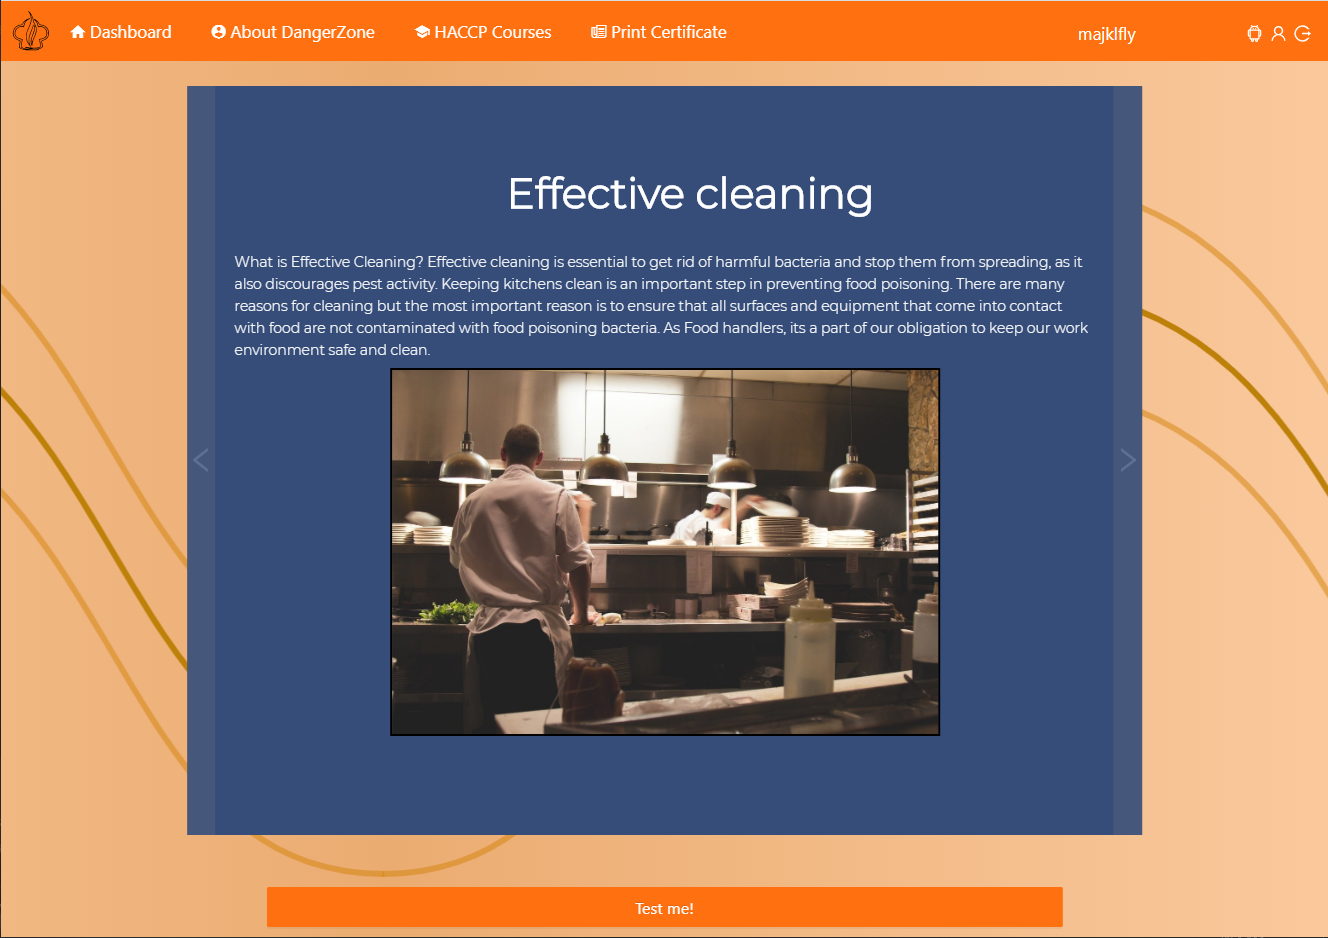 Dashboard
About DangerZone
HACCP Courses
Print Certificate
majklfly
Effective cleaning
What is Effective Cleaning? Effective cleaning is essential to get rid of harmful bacteria and stop them from spreading, as it
also discourages pest activity. Keeping kitchens clean is an important step in preventing food poisoning. There are many
reasons for cleaning but the most important reason is to ensure that all surfaces and equipment that come into contact
with food are not contaminated with food poisoning bacteria. As Food handlers, its a part of our obligation to keep our work
environment safe and clean.
Test me!